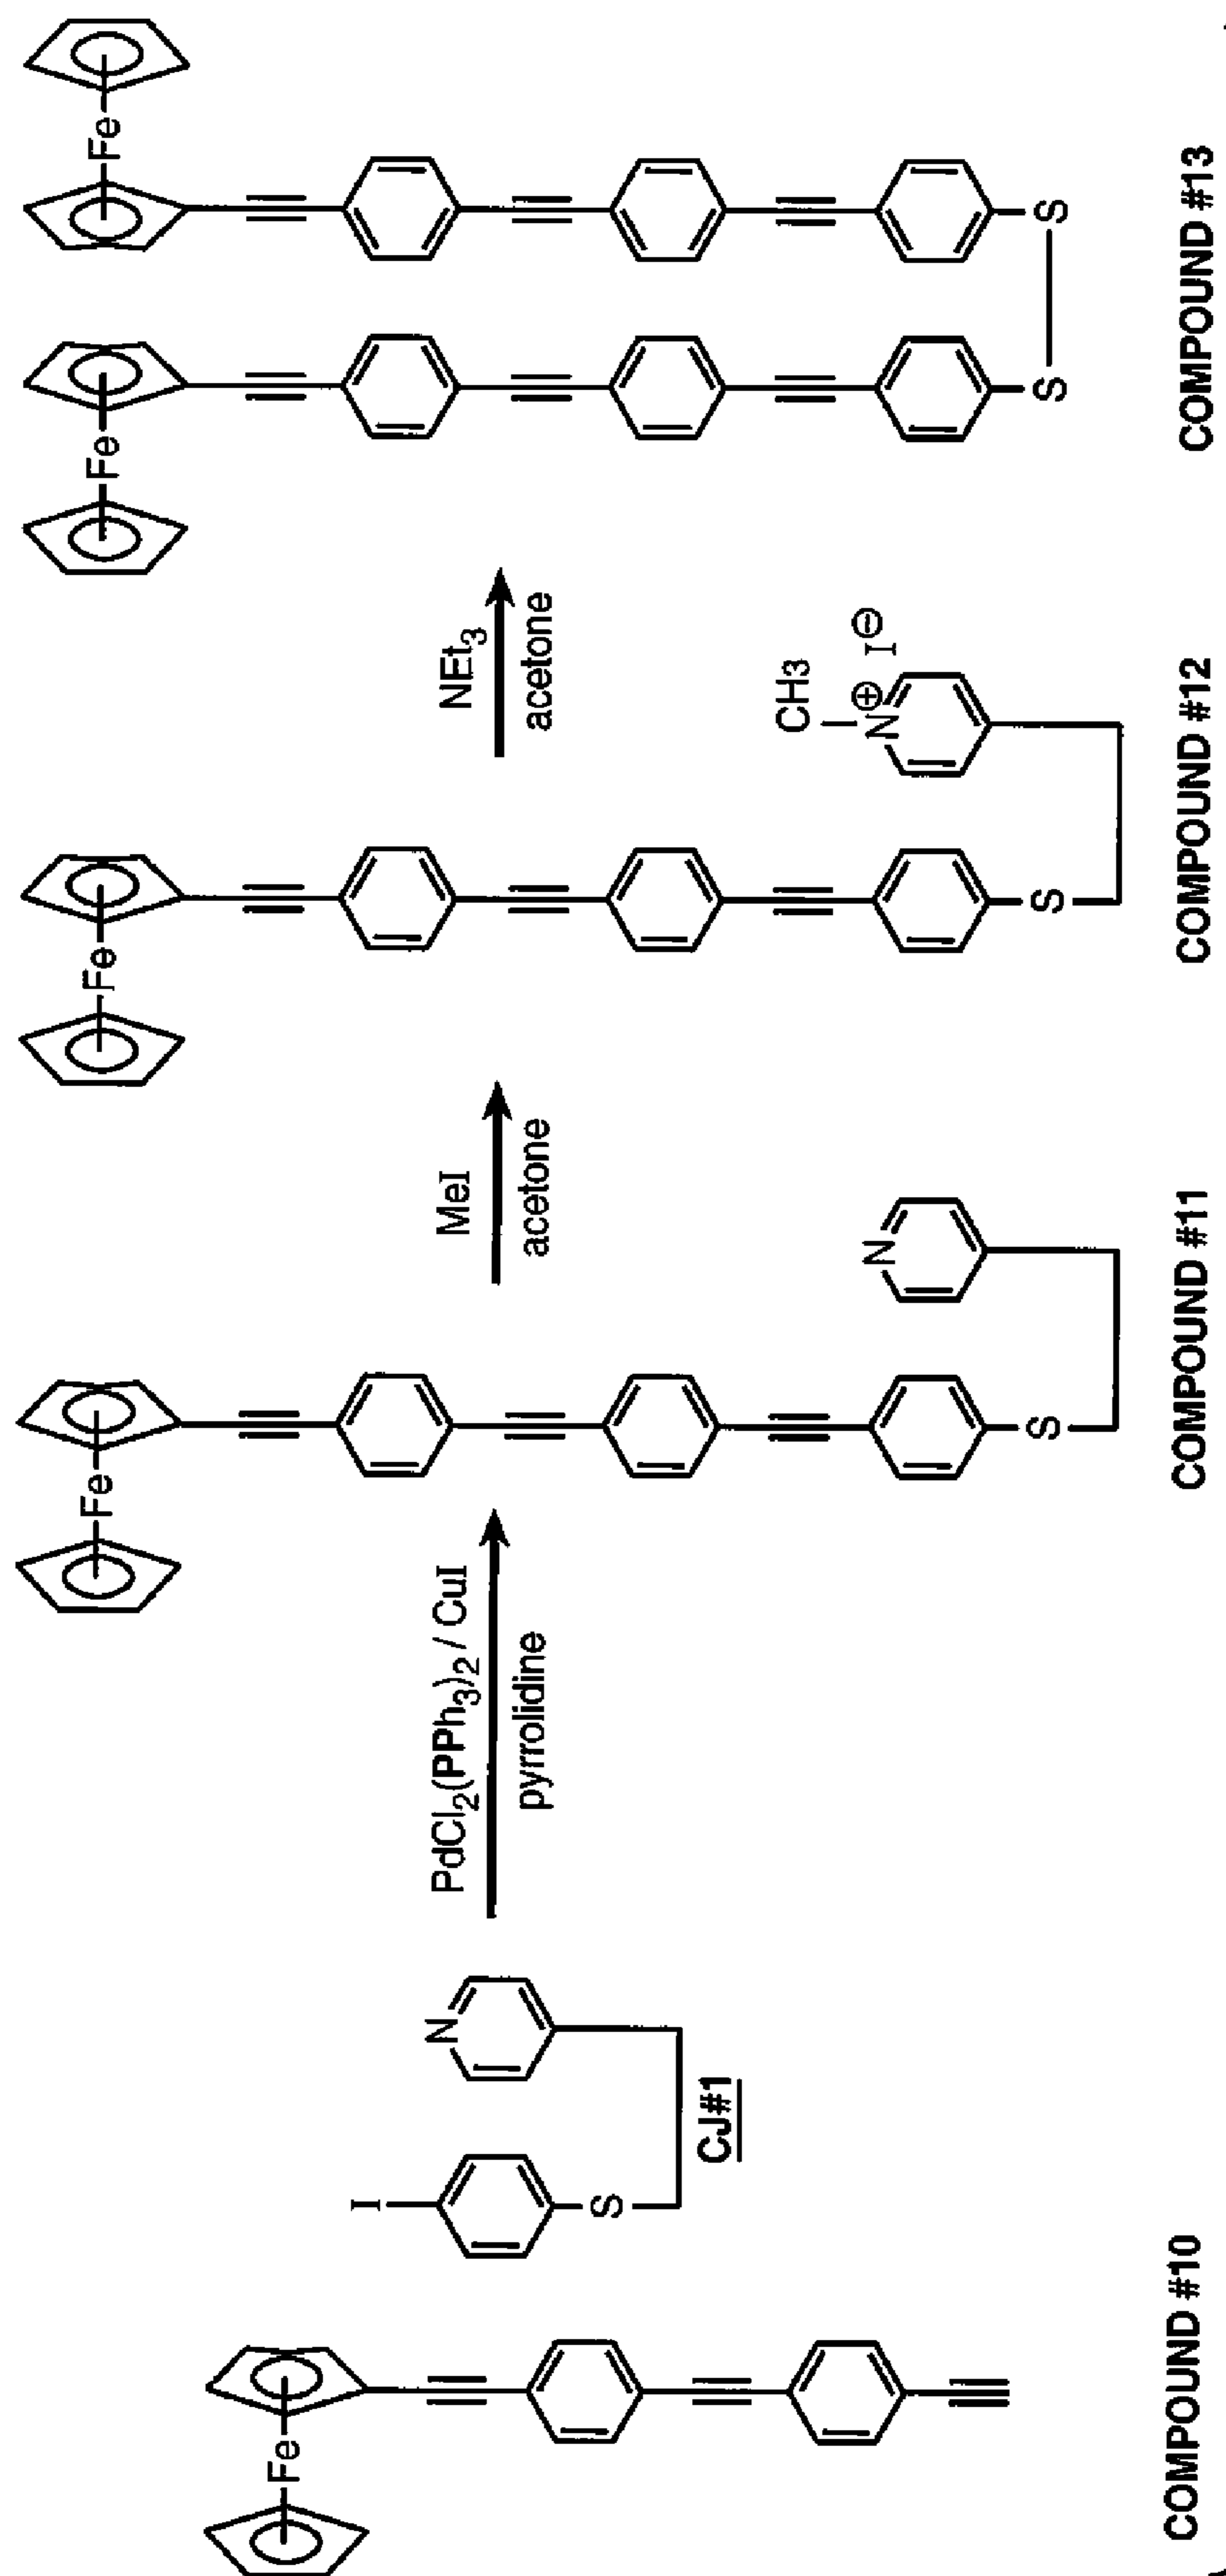 Fe
COMPOUND #10
I
S
N
CJ#1
PdCl2(PPh3)2 / CuI
pyrrolidine
Fe
S
N
COMPOUND #11
MeI
acetone
Fe
S
CH3
N⊕ I⊖
COMPOUND #12
NEt3
acetone
Fe
Fe
S S
COMPOUND #13